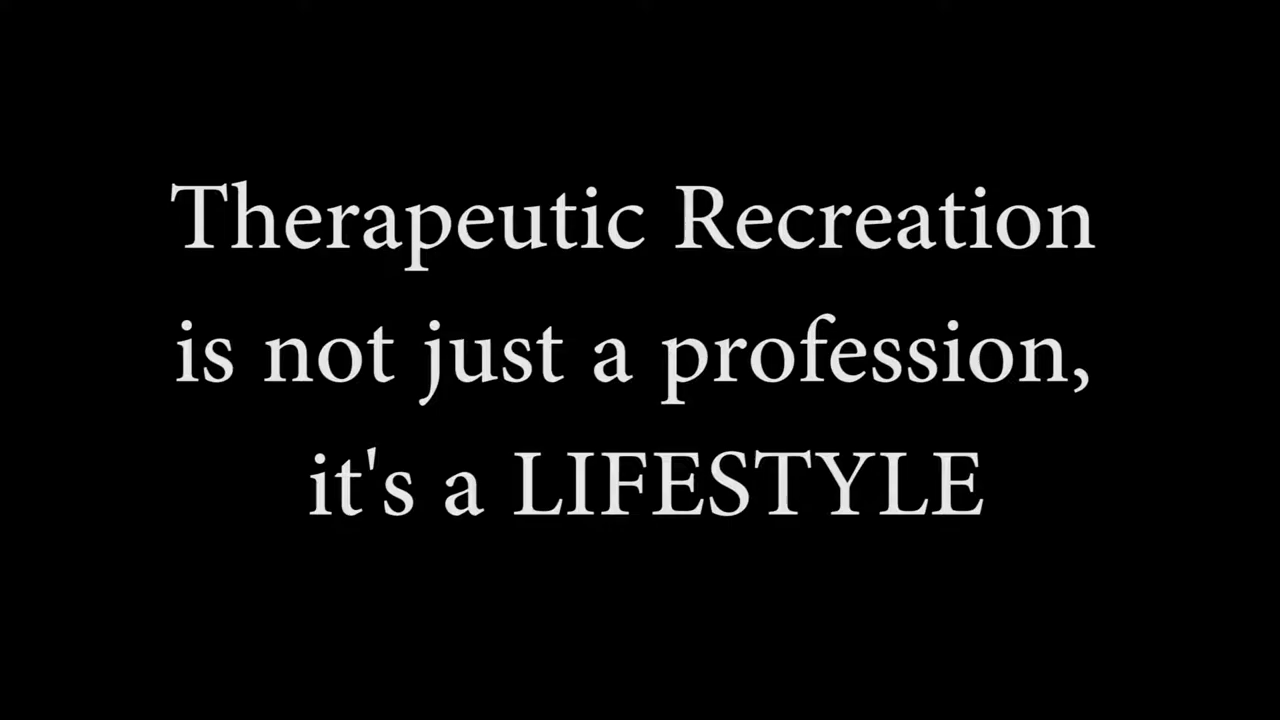 Therapeutic Recreation
is not just a profession,
it's a LIFESTYLE